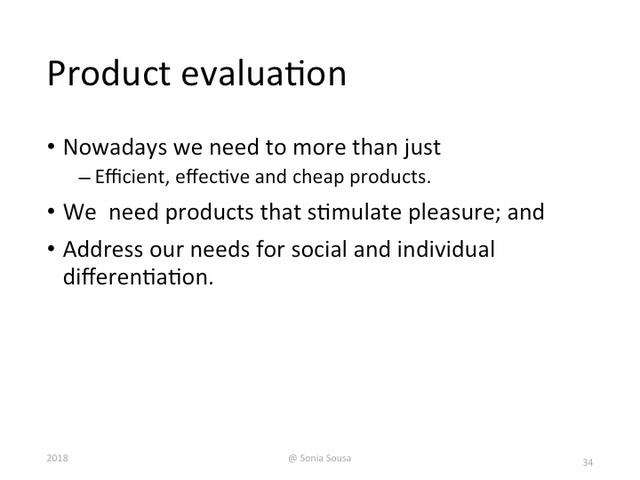 Product evaluation
• Nowadays we need to more than just
– Efficient, effective and cheap products.
• We  need products that stimulate pleasure; and
• Address our needs for social and individual
differentiation.
2018
@ Sonia Sousa
34